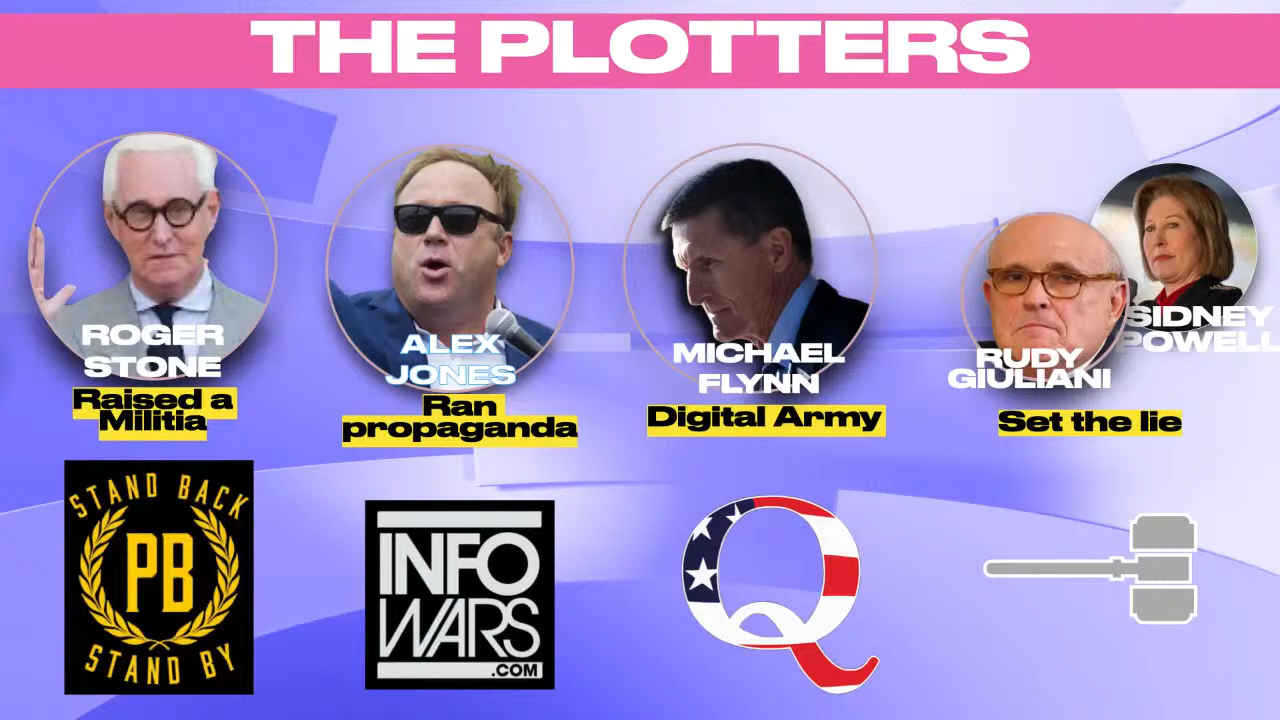 THE PLOTTERS
ROGER
STONE
Raised a
Militia
ALEX
JONES
Ran
propaganda
MICHAEL
FLYNN
Digital Army
RUDY
GIULIANI
SIDNEY
POWELL
Set the lie
STAND BACK
PB
STAND BY
INFO
WARS
.COM
Q